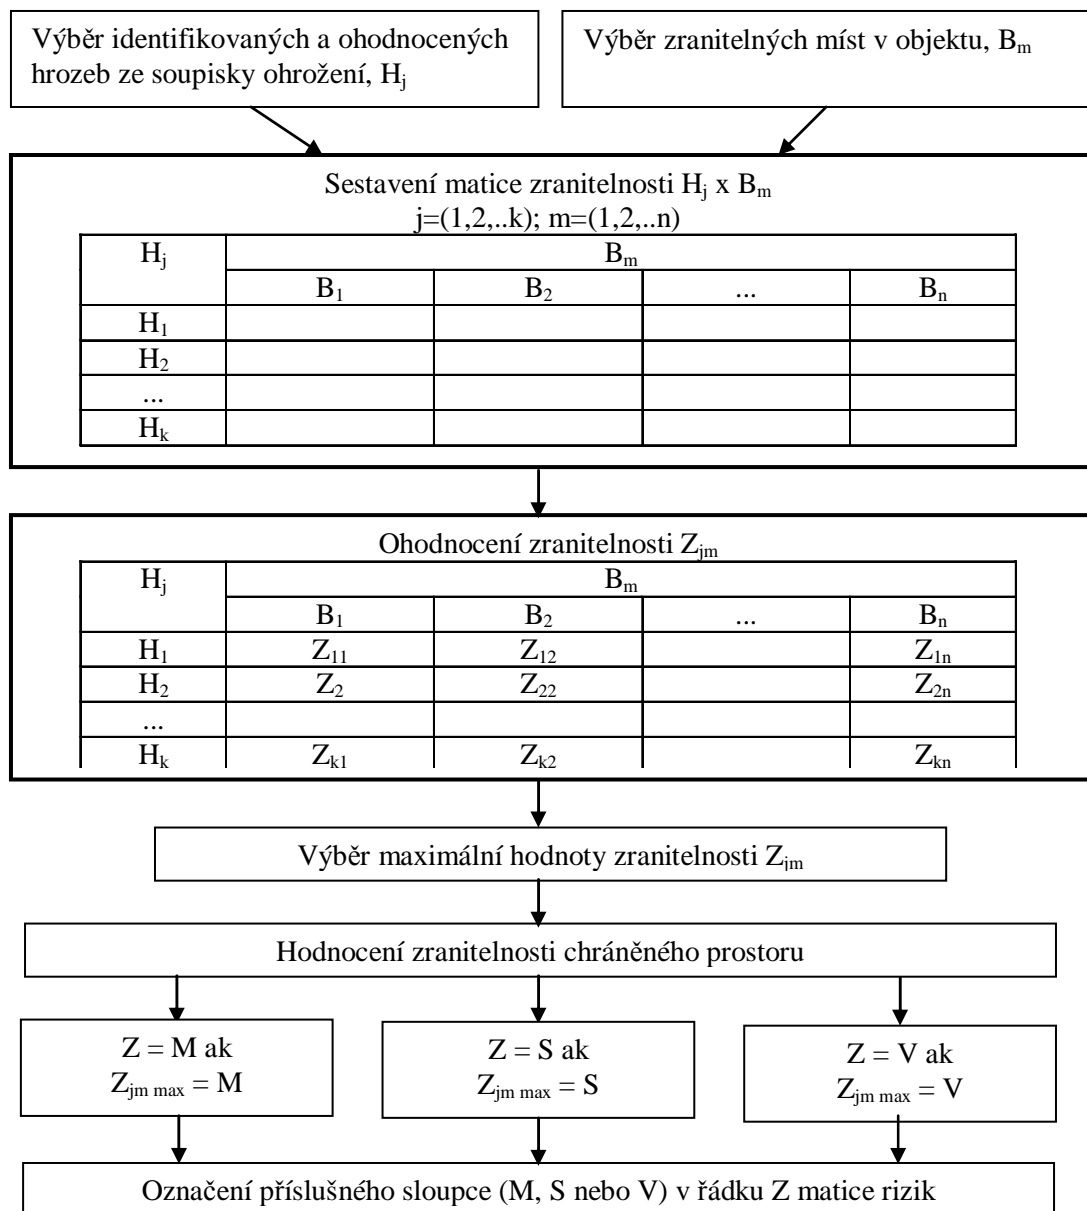 Výběr identifikovaných a ohodnocených
hrozeb ze soupisky ohrožení, Hj
Výběr zranitelných míst v objektu, Bm
Sestavení matice zranitelnosti Hj x Bm
j=(1,2,..k); m=(1,2,..n)
Hj Bm
B1 B2 ... Bn
H1
H2
...
Hk
Ohodnocení zranitelnosti Zjm
Hj Bm
B1 B2 ... Bn
H1 Z11 Z12 Z1n
H2 Z2 Z22 Z2n
...
Hk Zk1 Zk2 Zkn
Výběr maximální hodnoty zranitelnosti Zjm
Hodnocení zranitelnosti chráněného prostoru
Z = M ak
Zjm max = M
Z = S ak
Zjm max = S
Z = V ak
Zjm max = V
Označení příslušného sloupce (M, S nebo V) v řádku Z matice rizik